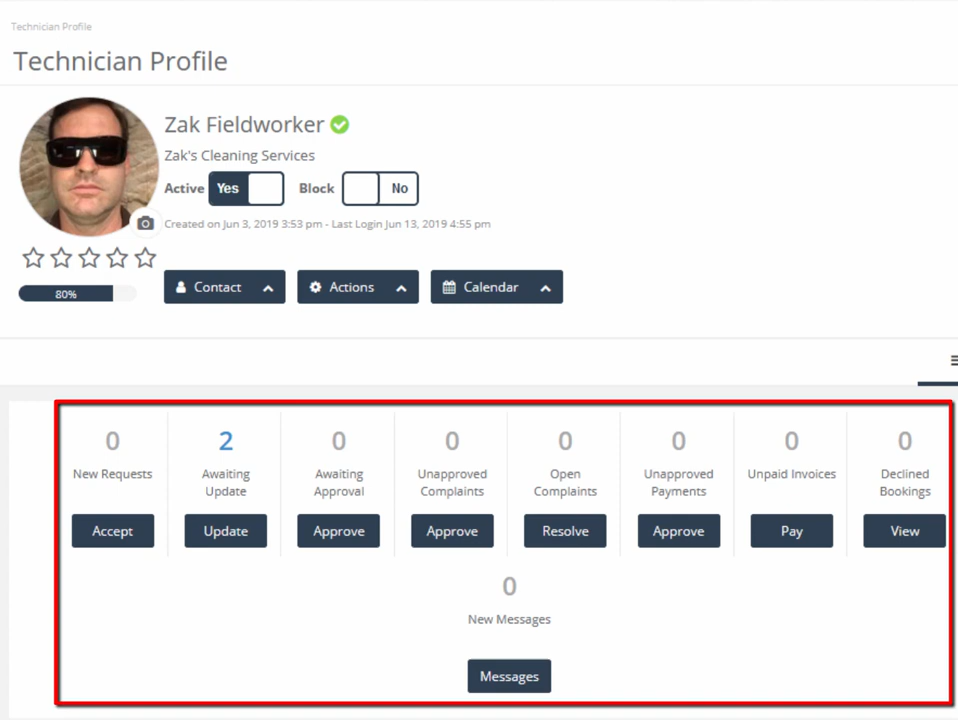 Technician Profile
Technician Profile
Zak Fieldworker
Zak's Cleaning Services
Active Yes Block No
Created on Jun 3, 2019 3:53 pm - Last Login Jun 13, 2019 4:55 pm
80%
Contact Actions Calendar
0 2 0 0 0 0 0 0
New Requests Awaiting Update Awaiting Approval Unapproved Complaints Open Complaints Unapproved Payments Unpaid Invoices Declined Bookings
Accept Update Approve Approve Resolve Approve Pay View
0
New Messages
Messages